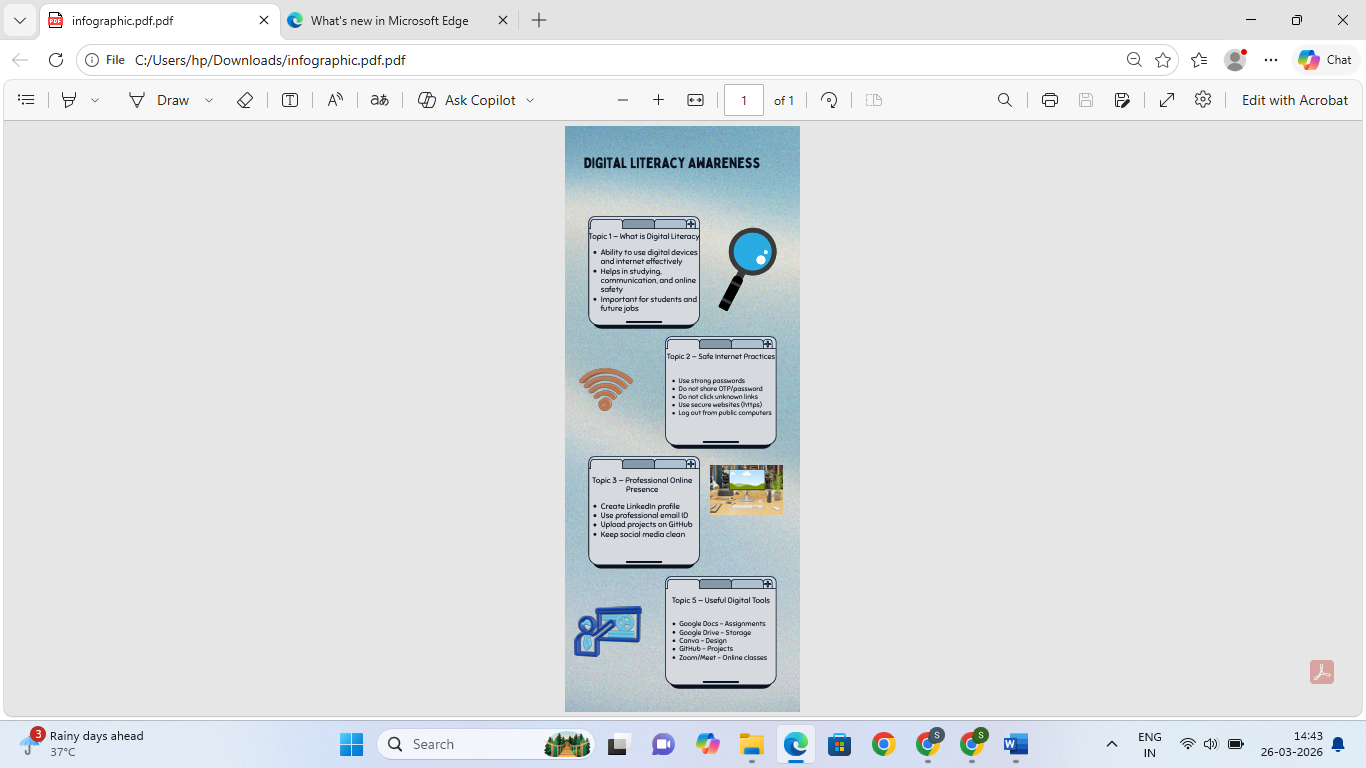 infographic.pdf.pdf
What's new in Microsoft Edge
File C:/Users/hp/Downloads/infographic.pdf.pdf
Chat
Draw
Ask Copilot
1 of 1
Edit with Acrobat
DIGITAL LITERACY AWARENESS
Topic 1 – What is Digital Literacy
• Ability to use digital devices
and internet effectively
• Helps in studying,
communication, and online
safety
• Important for students and
future jobs
Topic 2 – Safe Internet Practices
• Use strong passwords
• Do not share OTP/password
• Do not click unknown links
• Use secure websites (https)
• Log out from public computers
Topic 3 – Professional Online
Presence
• Create LinkedIn profile
• Use professional email ID
• Upload projects on GitHub
• Keep social media clean
Topic 5 – Useful Digital Tools
• Google Docs – Assignments
• Google Drive – Storage
• Canva – Design
• GitHub – Projects
• Zoom/Meet – Online classes
3
Rainy days ahead
37°C
Search
S
S
ENG
IN
14:43
26-03-2026